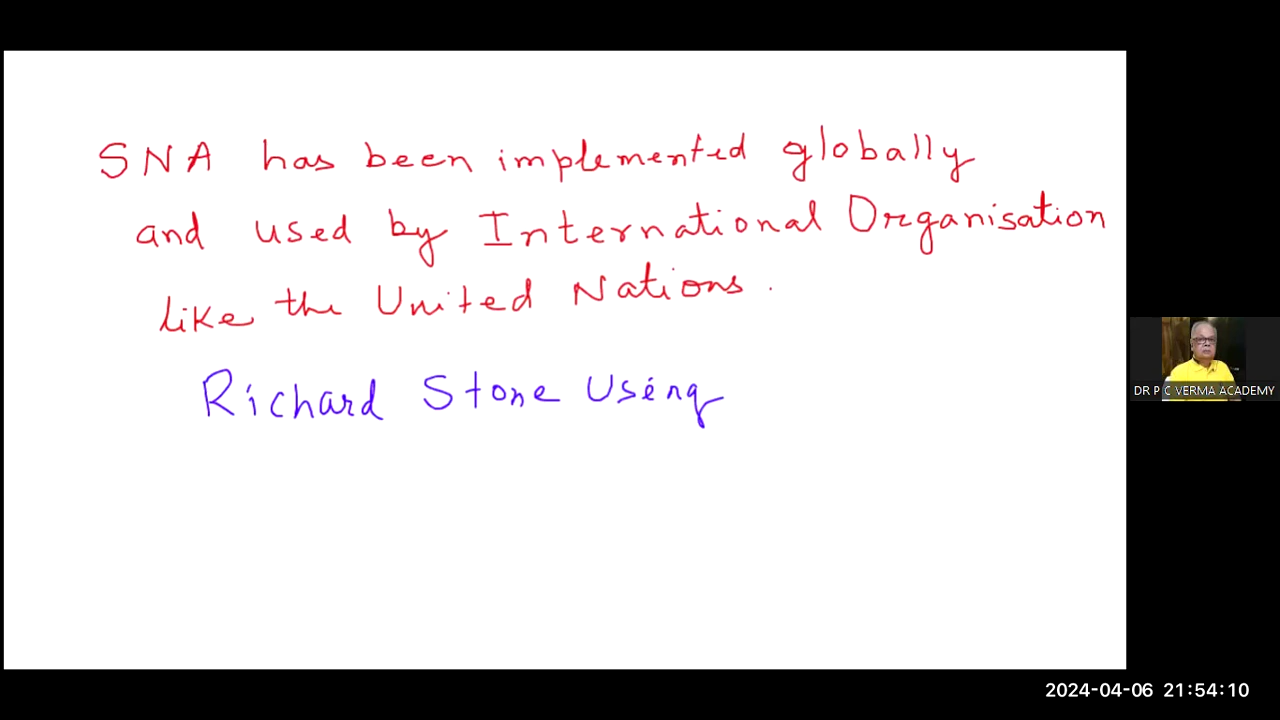 SNA has been implemented globally
and used by International Organisation
like the United Nations.
Richard Stone Using
DR P C VERMA ACADEMY
2024-04-06 21:54:10